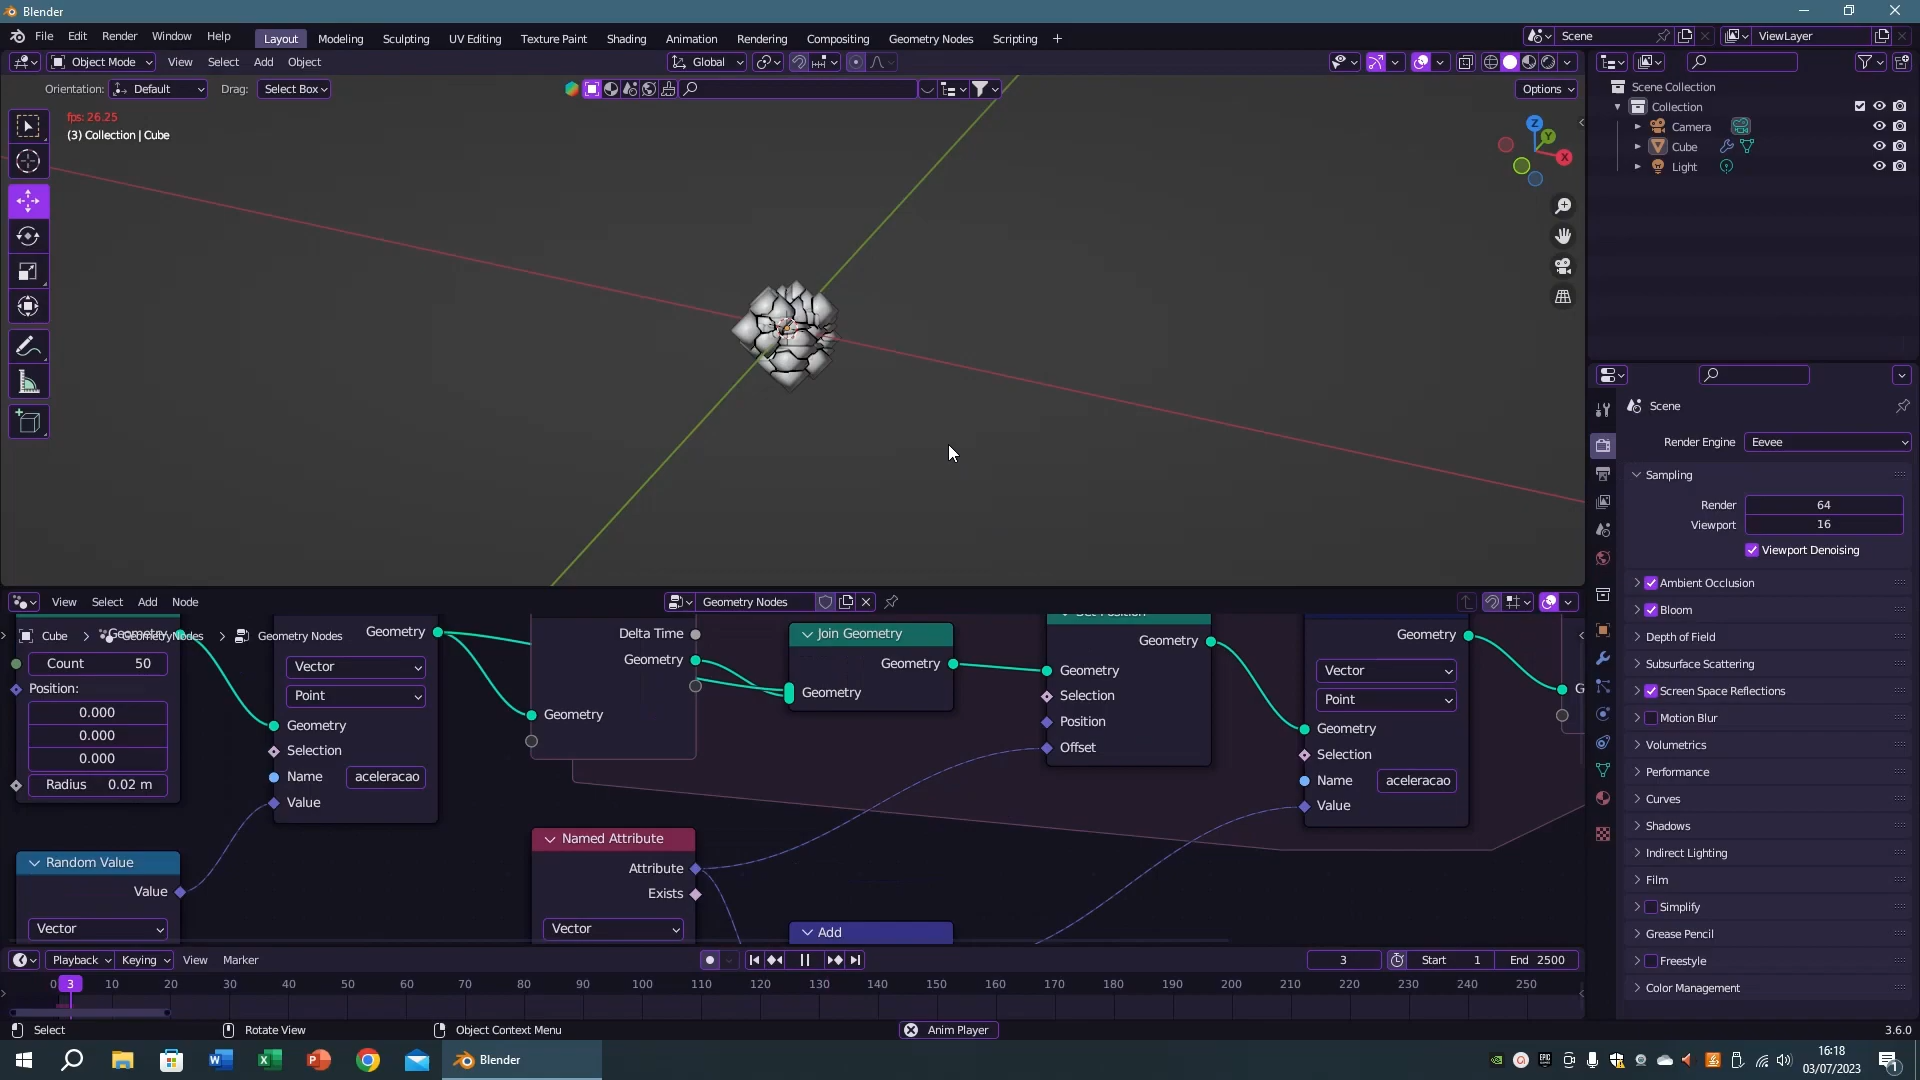 Blender
File Edit Render Window Help
Layout Modeling Sculpting UV Editing Texture Paint Shading Animation Rendering Compositing Geometry Nodes Scripting +
Scene
ViewLayer
Object Mode View Select Add Object
Global
Orientation: Default Drag: Select Box
Options
fps: 26.25
(3) Collection | Cube
Z
Y
X
Scene Collection
Collection
Camera
Cube
Light
Scene
Render Engine Eevee
Sampling
Render 64
Viewport 16
Viewport Denoising
Ambient Occlusion
Bloom
Depth of Field
Subsurface Scattering
Screen Space Reflections
Motion Blur
Volumetrics
Performance
Curves
Shadows
Indirect Lighting
Film
Simplify
Grease Pencil
Freestyle
Color Management
View Select Add Node
Geometry Nodes
Cube > GeometryNodes > Geometry Nodes
Count 50
Position:
0.000
0.000
0.000
Radius 0.02 m
Random Value
Value
Vector
Geometry
Vector
Point
Geometry
Selection
Name aceleracao
Value
Delta Time
Geometry
Geometry
Named Attribute
Attribute
Exists
Vector
Join Geometry
Geometry
Geometry
Add
Geometry
Geometry
Selection
Position
Offset
Geometry
Vector
Point
Geometry
Selection
Name aceleracao
Value
Playback Keying View Marker
3
Start 1
End 2500
0 3 10 20 30 40 50 60 70 80 90 100 110 120 130 140 150 160 170 180 190 200 210 220 230 240 250
Select
Rotate View
Object Context Menu
Anim Player
3.6.0
Blender
16:18
03/07/2023